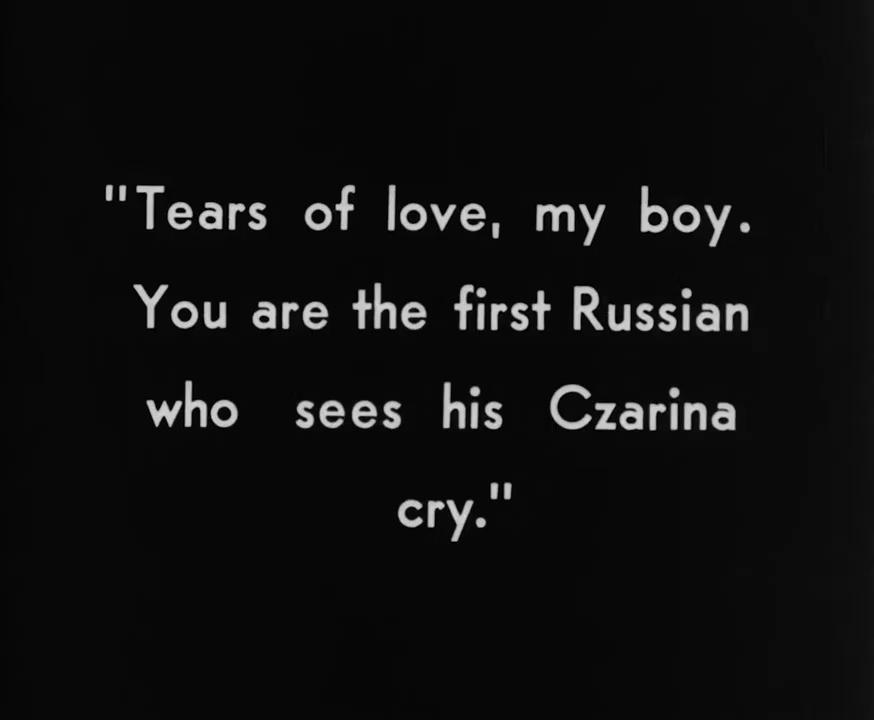 "Tears of love, my boy.
You are the first Russian
who sees his Czarina
cry."